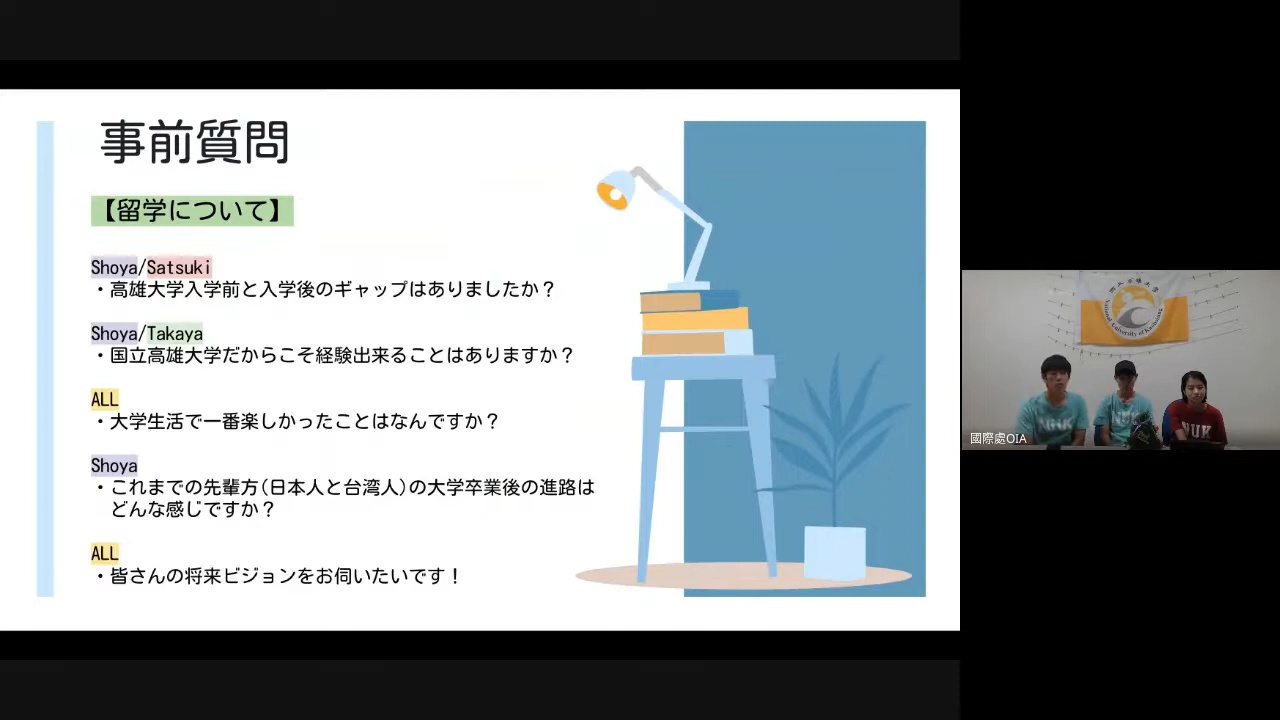 事前質問
【留学について】
Shoya/Satsuki
・高雄大学入学前と入学後のギャップはありましたか？
Shoya/Takaya
・国立高雄大学だからこそ経験出来ることはありますか？
ALL
・大学生活で一番楽しかったことはなんですか？
Shoya
・これまでの先輩方(日本人と台湾人)の大学卒業後の進路は
どんな感じですか？
ALL
・皆さんの将来ビジョンをお伺いたいです！
National University of Kaohsiung
NUK
國際處OIA